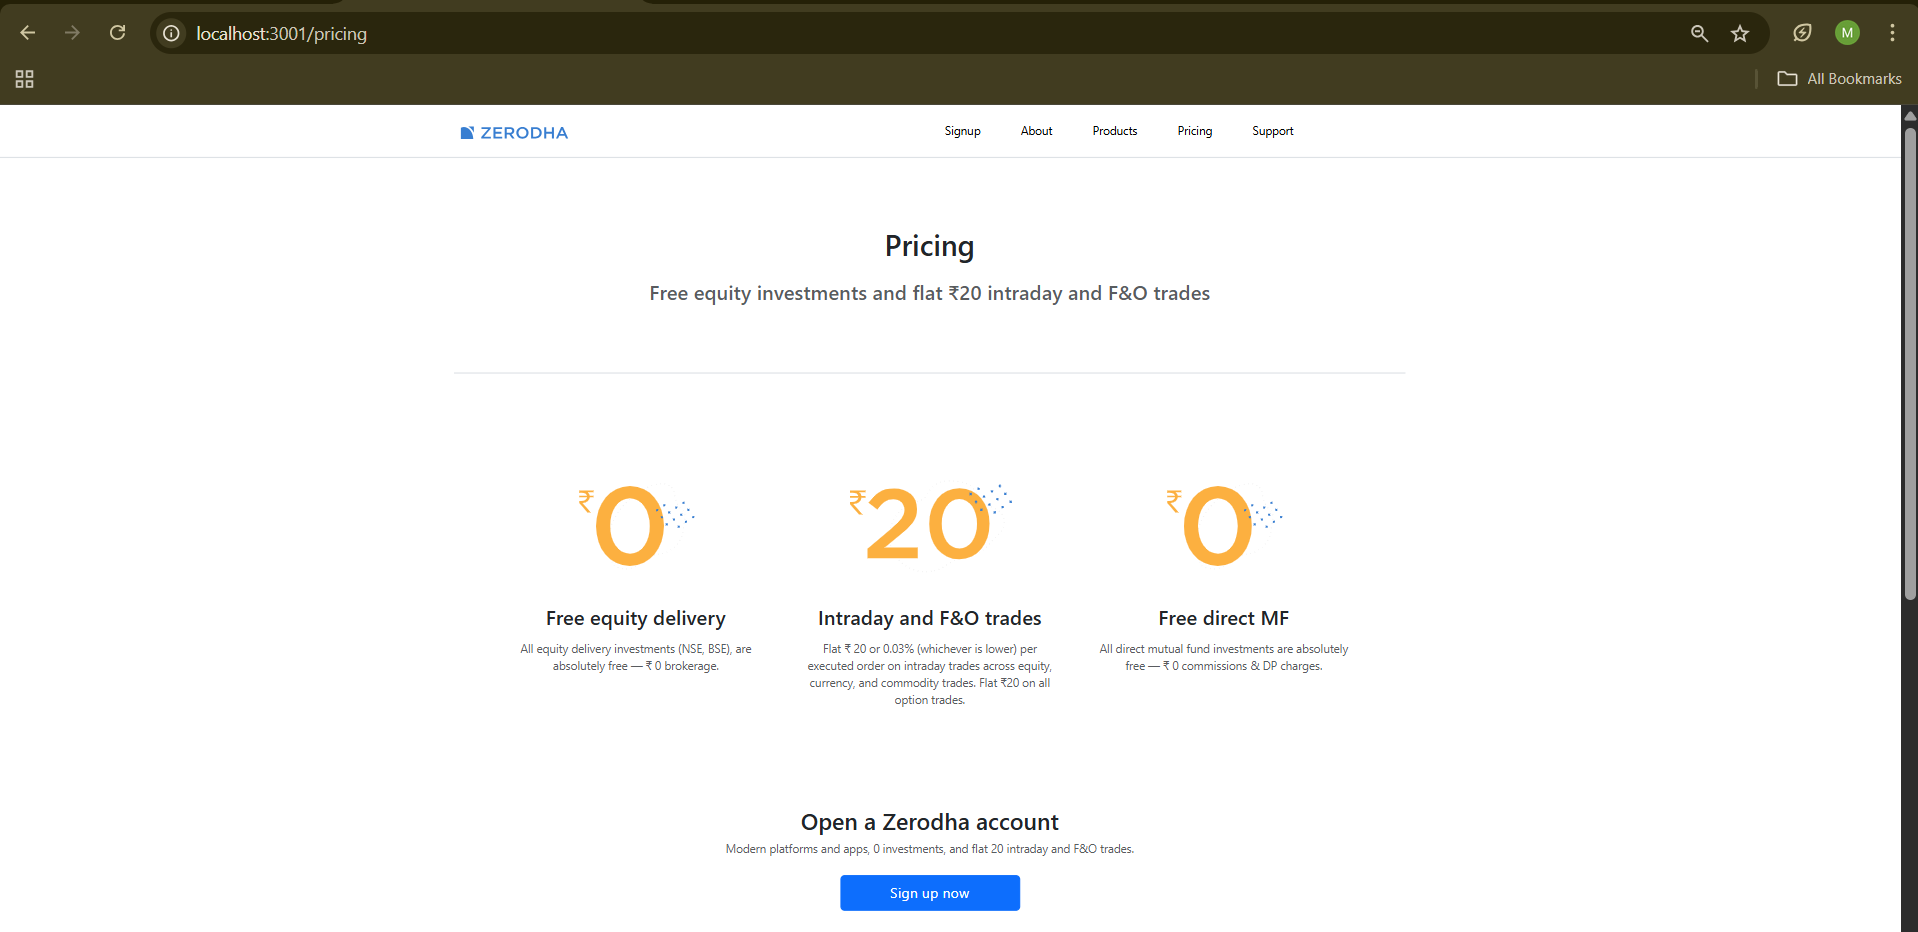 localhost:3001/pricing
M
All Bookmarks
ZERODHA
Signup
About
Products
Pricing
Support
Pricing
Free equity investments and flat ₹20 intraday and F&O trades
₹0
₹20
₹0
Free equity delivery
All equity delivery investments (NSE, BSE), are
absolutely free — ₹ 0 brokerage.
Intraday and F&O trades
Flat ₹ 20 or 0.03% (whichever is lower) per
executed order on intraday trades across equity,
currency, and commodity trades. Flat ₹20 on all
option trades.
Free direct MF
All direct mutual fund investments are absolutely
free — ₹ 0 commissions & DP charges.
Open a Zerodha account
Modern platforms and apps, 0 investments, and flat 20 intraday and F&O trades.
Sign up now